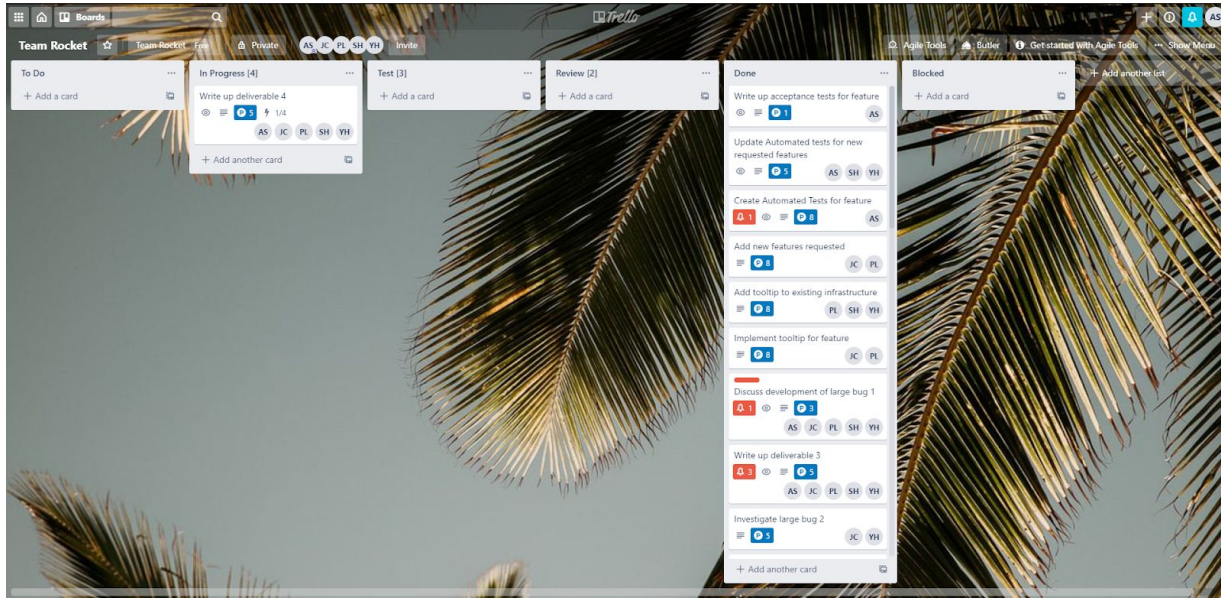 Boards
Trello
AS
Team Rocket
Team Rocket Free
Private
AS JC PL SH YH
Invite
Agile Tools
Butler
Get started with Agile Tools
Show Menu
To Do
+ Add a card
In Progress [4]
Write up deliverable 4
P 5 1/4
AS JC PL SH YH
+ Add another card
Test [3]
+ Add a card
Review [2]
+ Add a card
Done
Write up acceptance tests for feature
P 1 AS
Update Automated tests for new
requested features
P 5 AS SH YH
Create Automated Tests for feature
1 P 8 AS
Add new features requested
P 8 JC PL
Add tooltip to existing infrastructure
P 8 PL SH YH
Implement tooltip for feature
P 8 JC PL
Discuss development of large bug 1
1 P 3
AS JC PL SH YH
Write up deliverable 3
3 P 5
AS JC PL SH YH
Investigate large bug 2
P 5 JC YH
+ Add another card
Blocked
+ Add a card
+ Add another list